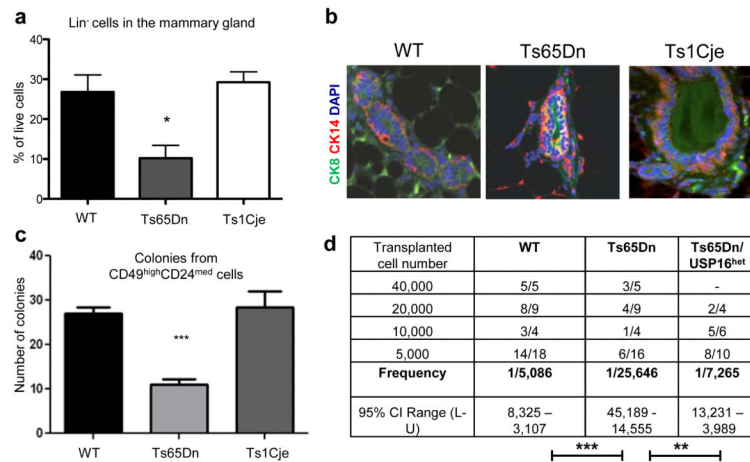 a
Lin- cells in the mammary gland
% of live cells
40
30
20
10
0
*
WT
Ts65Dn
Ts1Cje
b
WT
Ts65Dn
Ts1Cje
CK8 CK14 DAPI
c
Colonies from
CD49highCD24med cells
Number of colonies
40
30
20
10
0
***
WT
Ts65Dn
Ts1Cje
d
Transplanted cell number WT Ts65Dn Ts65Dn/USP16het
40,000 5/5 3/5 -
20,000 8/9 4/9 2/4
10,000 3/4 1/4 5/6
5,000 14/18 6/16 8/10
Frequency 1/5,086 1/25,646 1/7,265
95% CI Range (L-U) 8,325 – 3,107 45,189 - 14,555 13,231 – 3,989
*** **